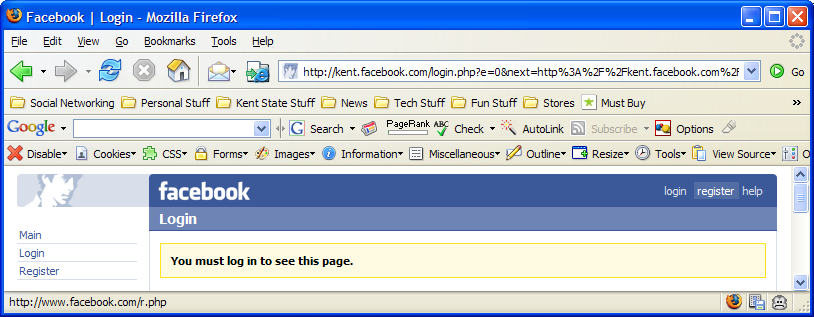 Facebook | Login - Mozilla Firefox
File Edit View Go Bookmarks Tools Help
http://kent.facebook.com/login.php?e=0&next=http%3A%2F%2Fkent.facebook.com%2F Go
Social Networking Personal Stuff Kent State Stuff News Tech Stuff Fun Stuff Stores Must Buy »
Google Search PageRank ABC Check AutoLink Subscribe Options
Disable Cookies CSS Forms Images Information Miscellaneous Outline Resize Tools View Source O
facebook login register help
Login
Main
Login
Register
You must log in to see this page.
http://www.facebook.com/r.php